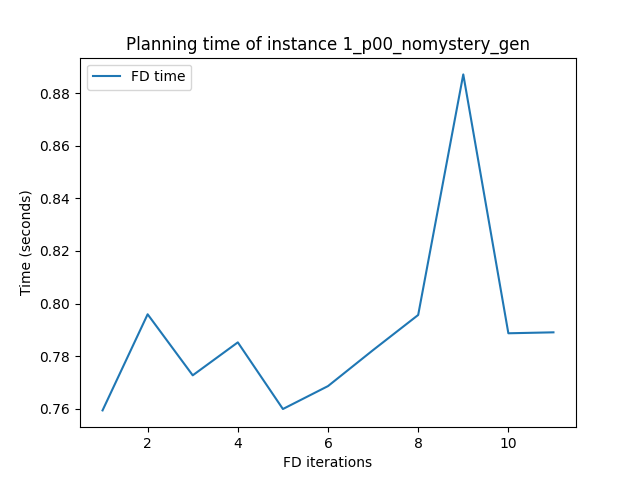 Planning time of instance 1_p00_nomystery_gen
FD time
0.88
0.86
0.84
0.82
0.80
0.78
0.76
Time (seconds)
2 4 6 8 10
FD iterations